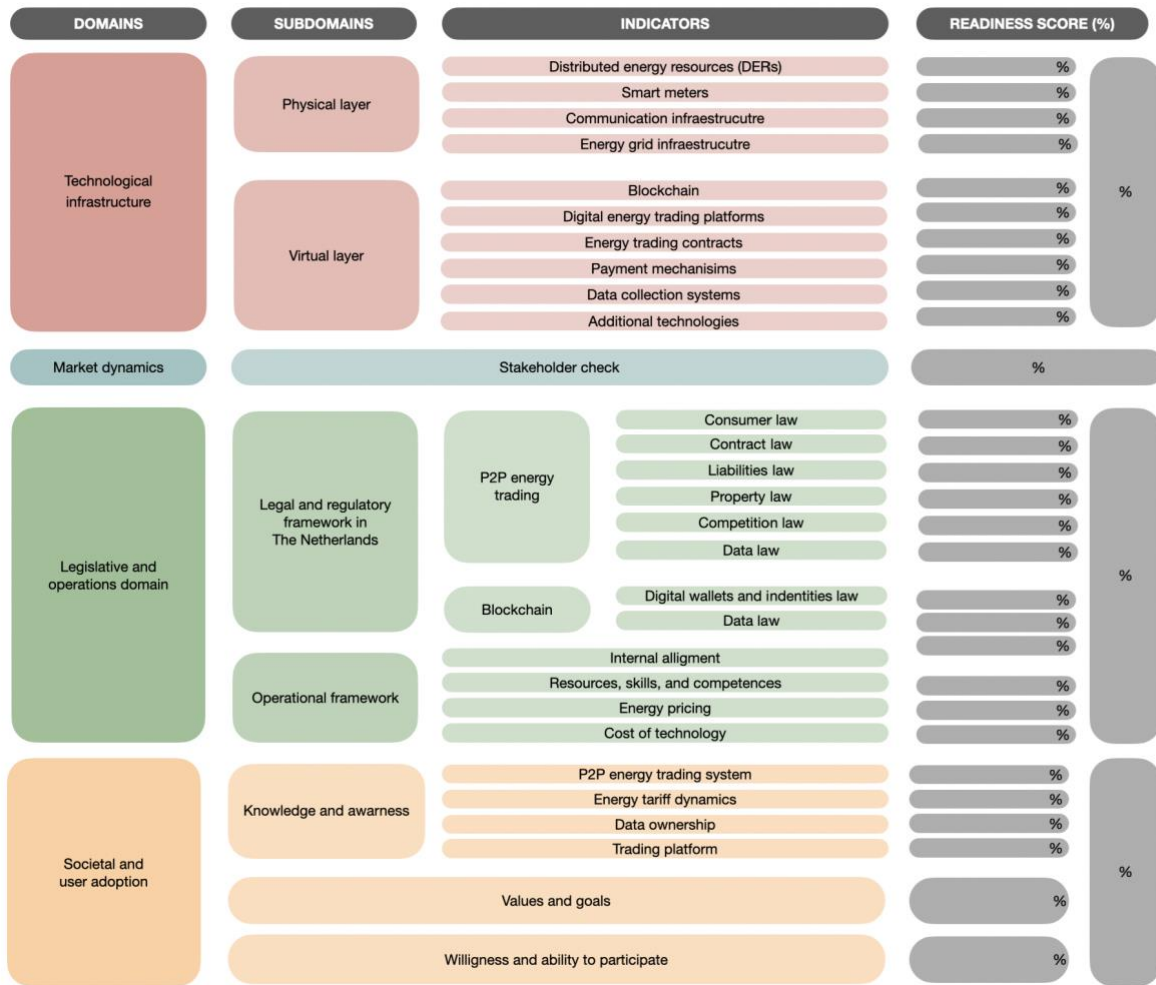 DOMAINS
SUBDOMAINS
INDICATORS
READINESS SCORE (%)
Technological
infrastructure
Physical layer
Distributed energy resources (DERs)
%
Smart meters
%
Communication infraestrucutre
%
Energy grid infraestrucutre
%
Virtual layer
Blockchain
%
Digital energy trading platforms
%
Energy trading contracts
%
Payment mechanisims
%
Data collection systems
%
Additional technologies
%
%
Market dynamics
Stakeholder check
%
Legislative and
operations domain
Legal and regulatory
framework in
The Netherlands
P2P energy
trading
Consumer law
%
Contract law
%
Liabilities law
%
Property law
%
Competition law
%
Data law
%
Blockchain
Digital wallets and indentities law
%
Data law
%
%
Operational framework
Internal alligment
Resources, skills, and competences
%
Energy pricing
%
Cost of technology
%
%
Societal and
user adoption
Knowledge and awarness
P2P energy trading system
%
Energy tariff dynamics
%
Data ownership
%
Trading platform
%
Values and goals
%
Willigness and ability to participate
%
%